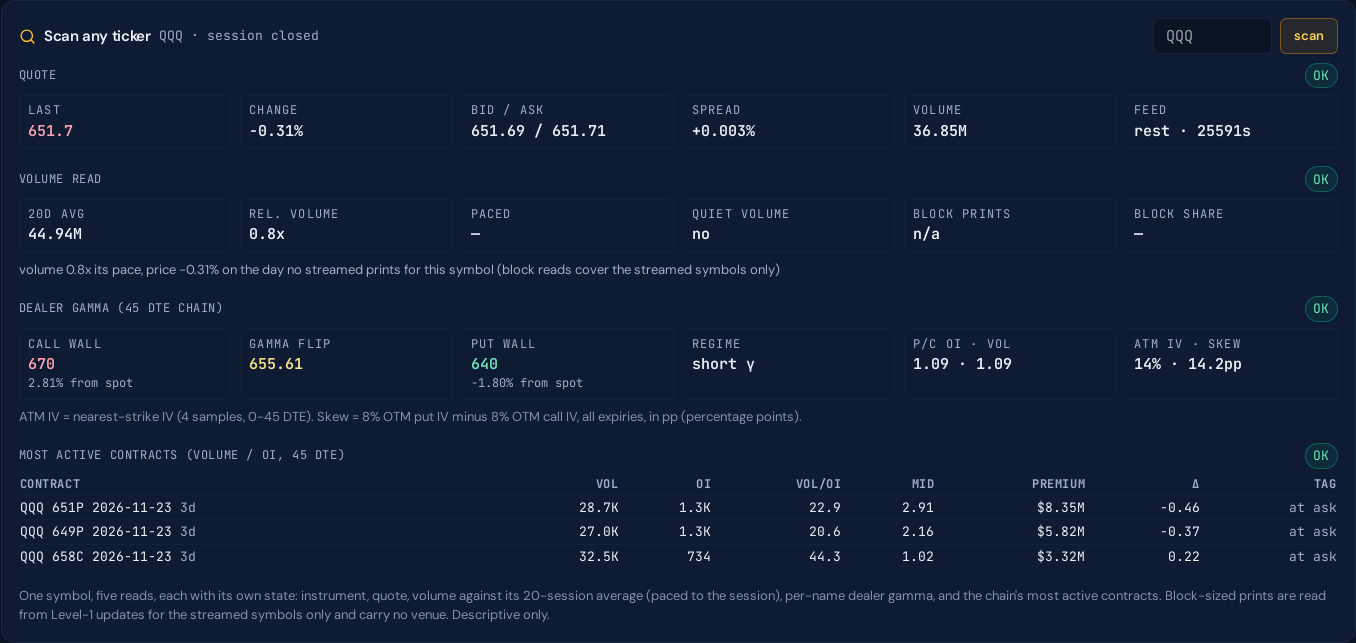 Scan any ticker QQQ · session closed QQQ scan
QUOTE OK
LAST CHANGE BID / ASK SPREAD VOLUME FEED
651.7 -0.31% 651.69 / 651.71 +0.003% 36.85M rest · 25591s
VOLUME READ OK
20D AVG REL. VOLUME PACED QUIET VOLUME BLOCK PRINTS BLOCK SHARE
44.94M 0.8x — no n/a —
volume 0.8x its pace, price -0.31% on the day no streamed prints for this symbol (block reads cover the streamed symbols only)
DEALER GAMMA (45 DTE CHAIN) OK
CALL WALL GAMMA FLIP PUT WALL REGIME P/C OI · VOL ATM IV · SKEW
670 655.61 640 short γ 1.09 · 1.09 14% · 14.2pp
2.81% from spot -1.80% from spot
ATM IV = nearest-strike IV (4 samples, 0-45 DTE). Skew = 8% OTM put IV minus 8% OTM call IV, all expiries, in pp (percentage points).
MOST ACTIVE CONTRACTS (VOLUME / OI, 45 DTE) OK
CONTRACT VOL OI VOL/OI MID PREMIUM Δ TAG
QQQ 651P 2026-11-23 3d 28.7K 1.3K 22.9 2.91 $8.35M -0.46 at ask
QQQ 649P 2026-11-23 3d 27.0K 1.3K 20.6 2.16 $5.82M -0.37 at ask
QQQ 658C 2026-11-23 3d 32.5K 734 44.3 1.02 $3.32M 0.22 at ask
One symbol, five reads, each with its own state: instrument, quote, volume against its 20-session average (paced to the session), per-name dealer gamma, and the chain's most active contracts. Block-sized prints are read
from Level-1 updates for the streamed symbols only and carry no venue. Descriptive only.